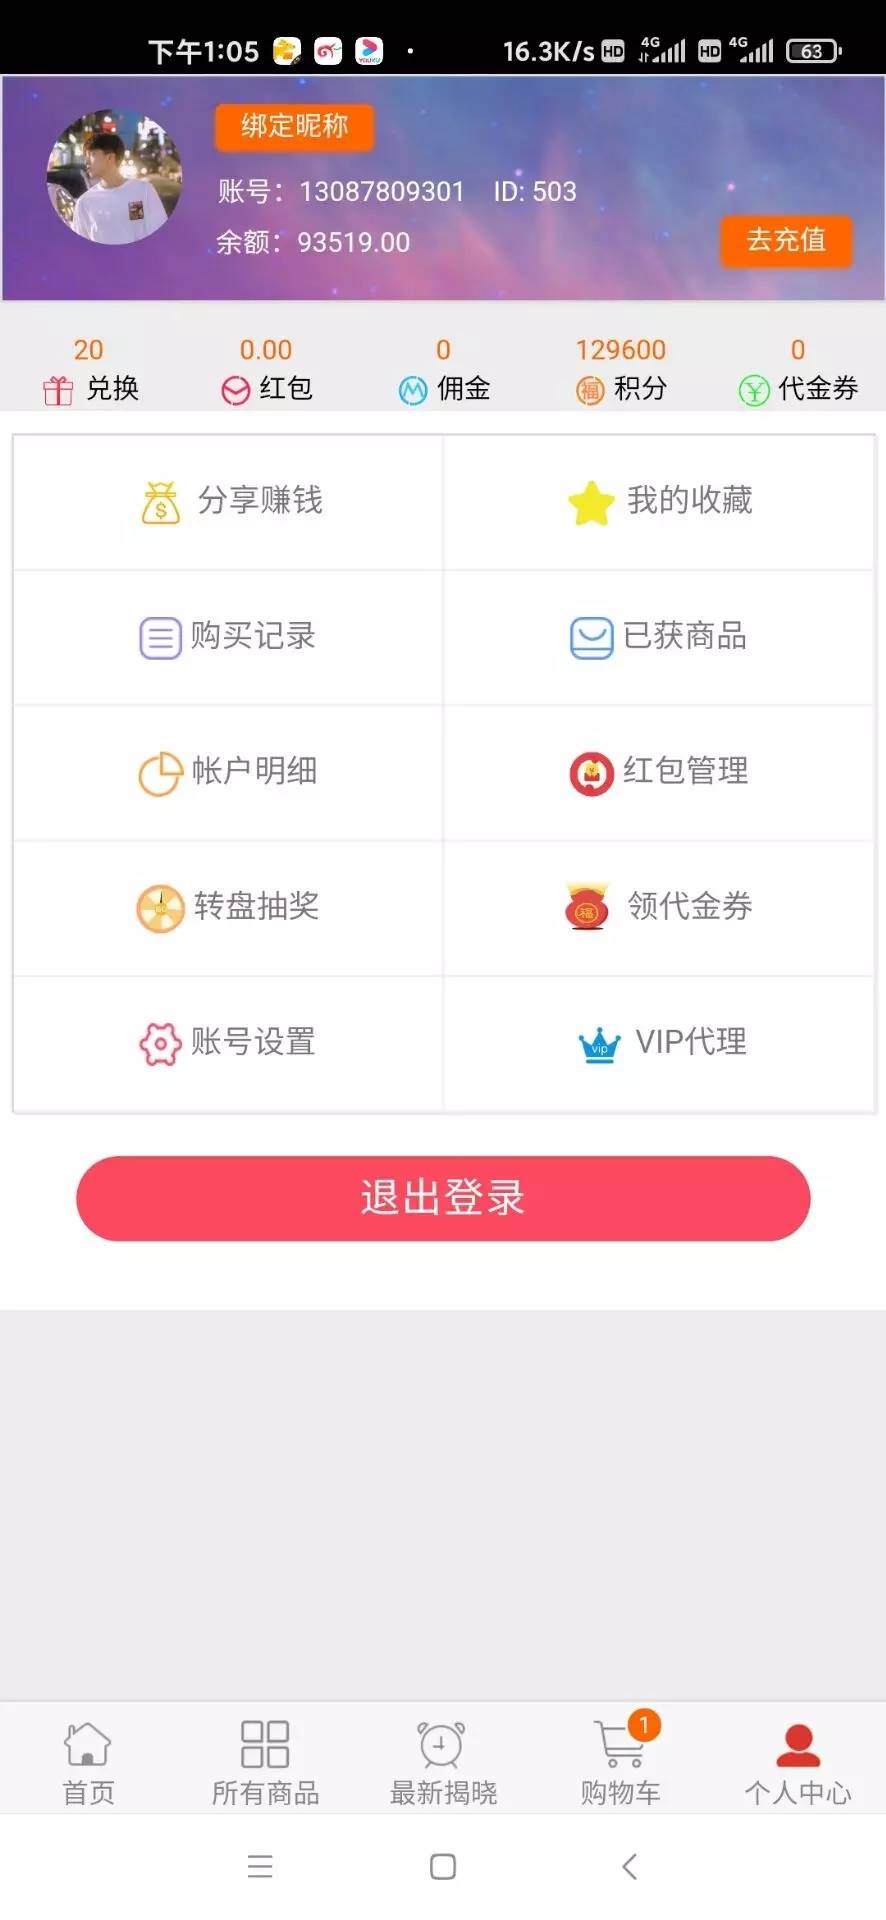 下午1:05
16.3K/s HD 4G HD 4G 63
绑定昵称
账号：13087809301 ID: 503
余额：93519.00
去充值
20 0.00 0 129600 0
兑换 红包 佣金 福 积分 ¥ 代金券
$ 分享赚钱 我的收藏
购买记录 已获商品
帐户明细 红包管理
转盘抽奖 福 领代金券
账号设置 vip VIP代理
退出登录
1
首页 所有商品 最新揭晓 购物车 个人中心